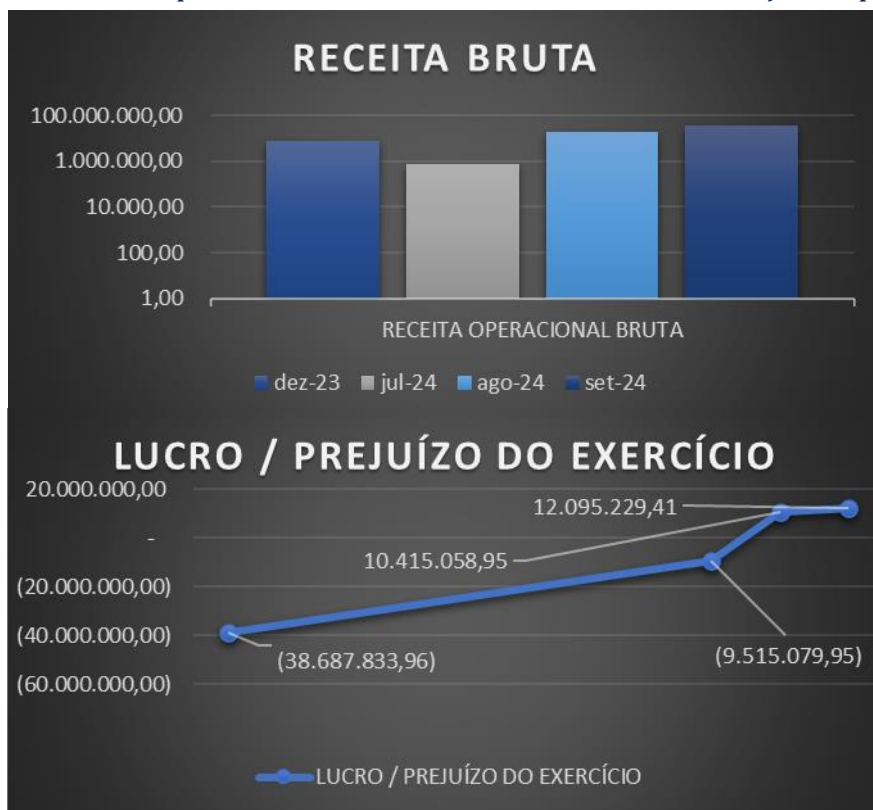 RECEITA BRUTA
100.000.000,00
1.000.000,00
10.000,00
100,00
1,00
RECEITA OPERACIONAL BRUTA
dez-23 jul-24 ago-24 set-24
LUCRO / PREJUÍZO DO EXERCÍCIO
20.000.000,00
12.095.229,41
-
10.415.058,95
(20.000.000,00)
(40.000.000,00)
(38.687.833,96)
(9.515.079,95)
(60.000.000,00)
LUCRO / PREJUÍZO DO EXERCÍCIO